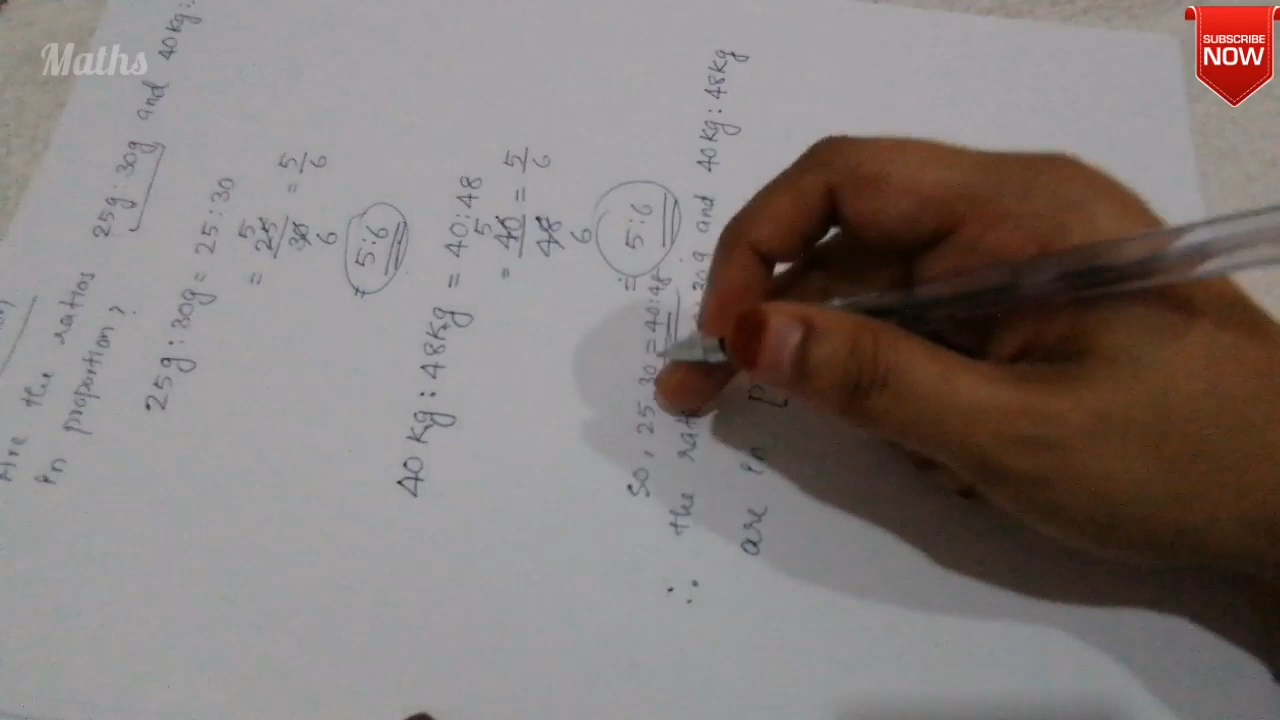 Maths
SUBSCRIBE
NOW
Are the ratios 25g : 30g and 40kg :
in proportion?
25g : 30g = 25 : 30
= 25/30 = 5/6
5
6
5 : 6
40 kg : 48kg = 40 : 48
= 40/48 = 5/6
5
6
= 5 : 6
So, 25 : 30 = 40 : 48
∴ the 30g and 40kg : 48kg
are in